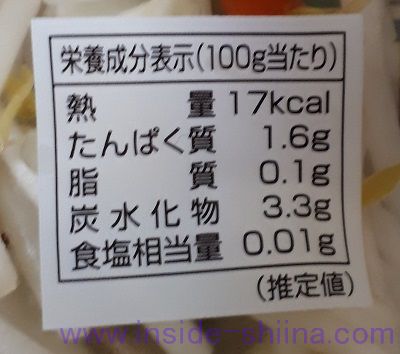 栄養成分表示(100g当たり)
熱量 17kcal
たんぱく質 1.6g
脂質 0.1g
炭水化物 3.3g
食塩相当量 0.01g
(推定値)
www.inside-shiina.com